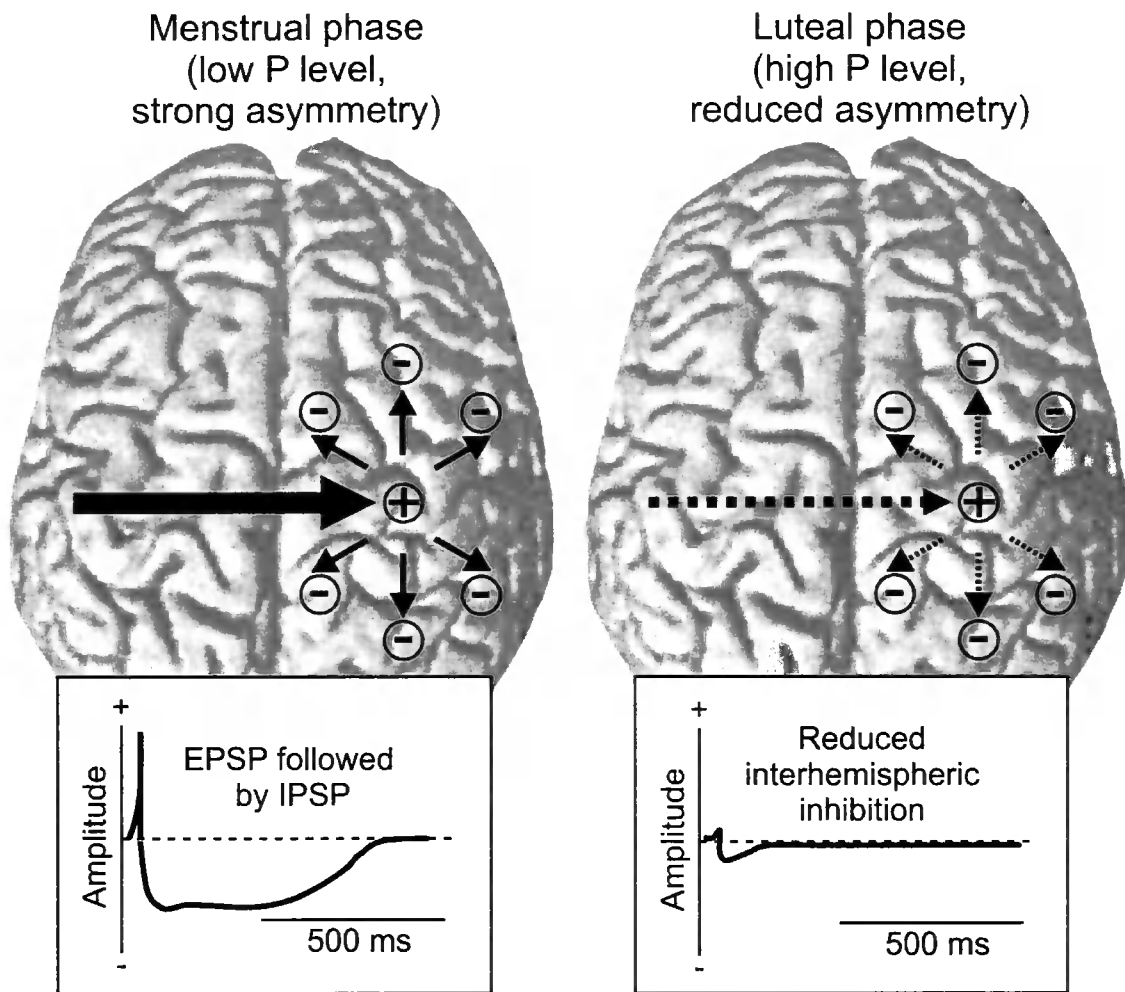 Menstrual phase
(low P level,
strong asymmetry)
Luteal phase
(high P level,
reduced asymmetry)
-
-
-
+
-
-
-
-
-
-
+
-
-
-
+
Amplitude
-
EPSP followed
by IPSP
500 ms
+
Amplitude
-
Reduced
interhemispheric
inhibition
500 ms